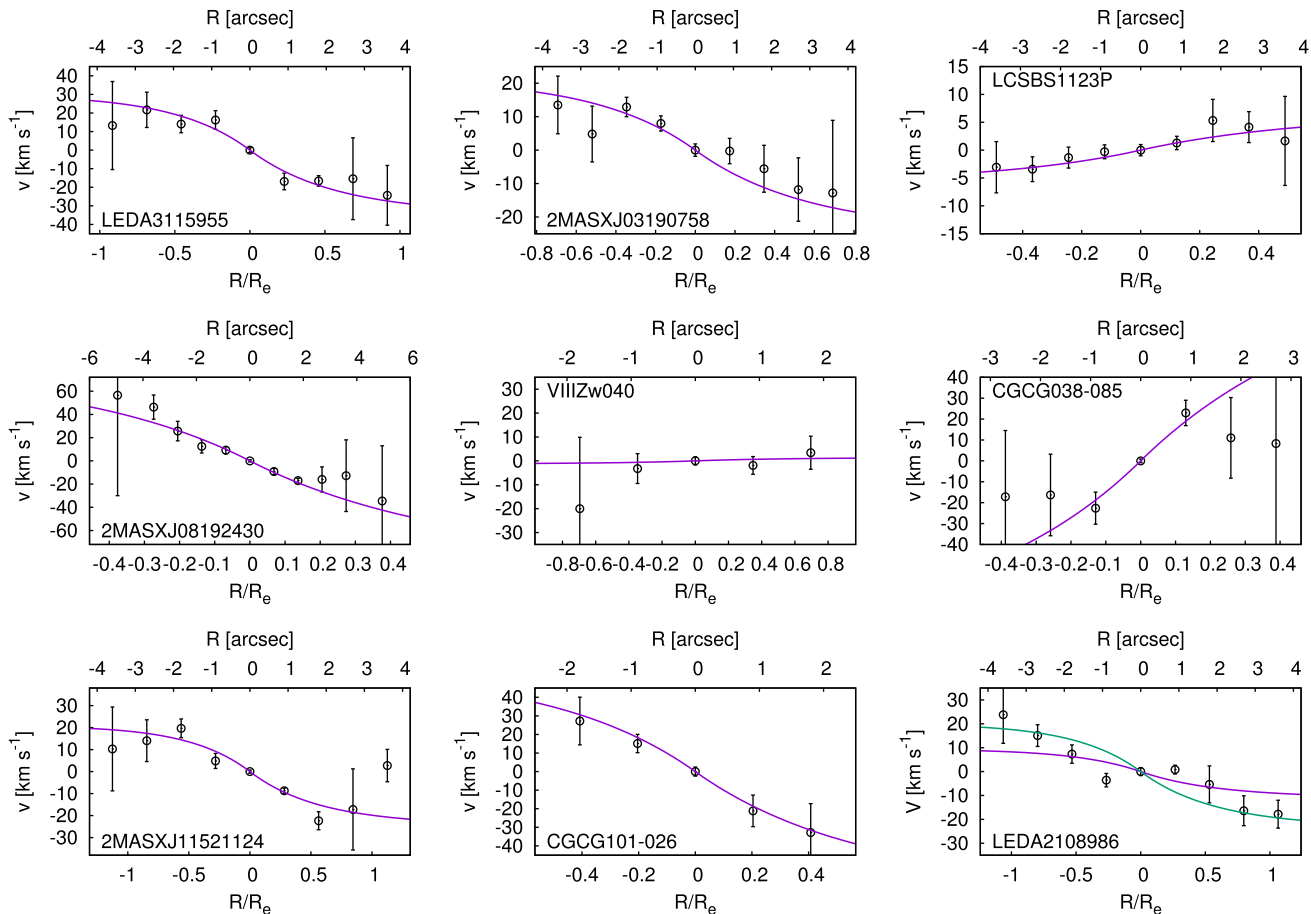 R [arcsec] R [arcsec] R [arcsec]
-4 -3 -2 -1 0 1 2 3 4 -4 -3 -2 -1 0 1 2 3 4 -4 -3 -2 -1 0 1 2 3 4
v [km s⁻¹] 40 30 20 10 0 -10 -20 -30 -40 LEDA3115955
v [km s⁻¹] 20 10 0 -10 -20 2MASXJ03190758
v [km s⁻¹] 15 10 5 0 -5 -10 -15 LCSBS1123P
-1 -0.5 0 0.5 1 -0.8 -0.6 -0.4 -0.2 0 0.2 0.4 0.6 0.8 -0.4 -0.2 0 0.2 0.4
R/Rₑ R/Rₑ R/Rₑ
R [arcsec] R [arcsec] R [arcsec]
-6 -4 -2 0 2 4 6 -2 -1 0 1 2 -3 -2 -1 0 1 2 3
v [km s⁻¹] 60 40 20 0 -20 -40 -60 2MASXJ08192430
v [km s⁻¹] 30 20 10 0 -10 -20 -30 VIIIZw040
v [km s⁻¹] 40 30 20 10 0 -10 -20 -30 -40 CGCG038-085
-0.4 -0.3 -0.2 -0.1 0 0.1 0.2 0.3 0.4 -0.8 -0.6 -0.4 -0.2 0 0.2 0.4 0.6 0.8 -0.4 -0.3 -0.2 -0.1 0 0.1 0.2 0.3 0.4
R/Rₑ R/Rₑ R/Rₑ
R [arcsec] R [arcsec] R [arcsec]
-4 -3 -2 -1 0 1 2 3 4 -2 -1 0 1 2 -4 -3 -2 -1 0 1 2 3 4
v [km s⁻¹] 30 20 10 0 -10 -20 -30 2MASXJ11521124
v [km s⁻¹] 40 30 20 10 0 -10 -20 -30 -40 CGCG101-026
V [km s⁻¹] 30 20 10 0 -10 -20 -30 LEDA2108986
-1 -0.5 0 0.5 1 -0.4 -0.2 0 0.2 0.4 -1 -0.5 0 0.5 1
R/Rₑ R/Rₑ R/Rₑ